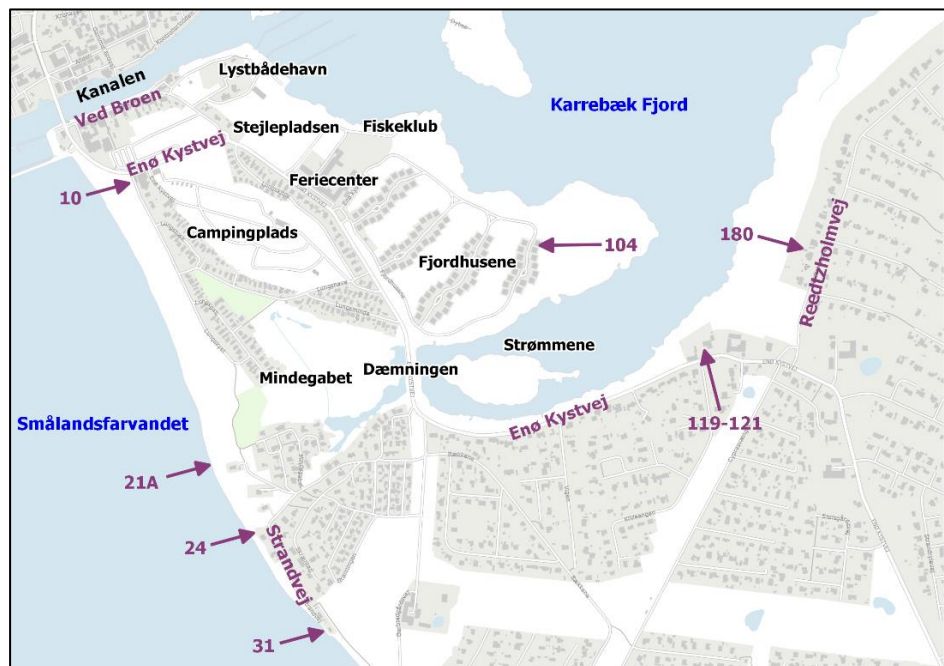 Lystbådehavn
Kanalen
Ved Broen
Karrebæk Fjord
Stejlepladsen
Fiskeklub
Enø Kystvej
10
Feriecenter
Campingplads
104
180
Fjordhusene
Reedtzholmvej
Strømmene
Dæmningen
Mindegabet
Smålandsfarvandet
Enø Kystvej
119-121
21A
24
Strandvej
31